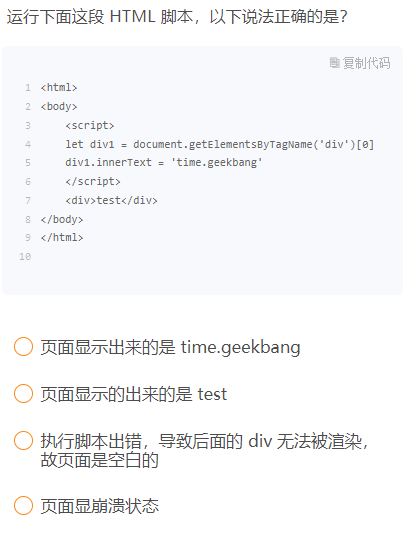 运行下面这段 HTML 脚本，以下说法正确的是？
复制代码
1 <html>
2 <body>
3     <script>
4     let div1 = document.getElementsByTagName('div')[0]
5     div1.innerText = 'time.geekbang'
6     </script>
7     <div>test</div>
8 </body>
9 </html>
10
页面显示出来的是 time.geekbang
页面显示的出来的是 test
执行脚本出错，导致后面的 div 无法被渲染，
故页面是空白的
页面显崩溃状态